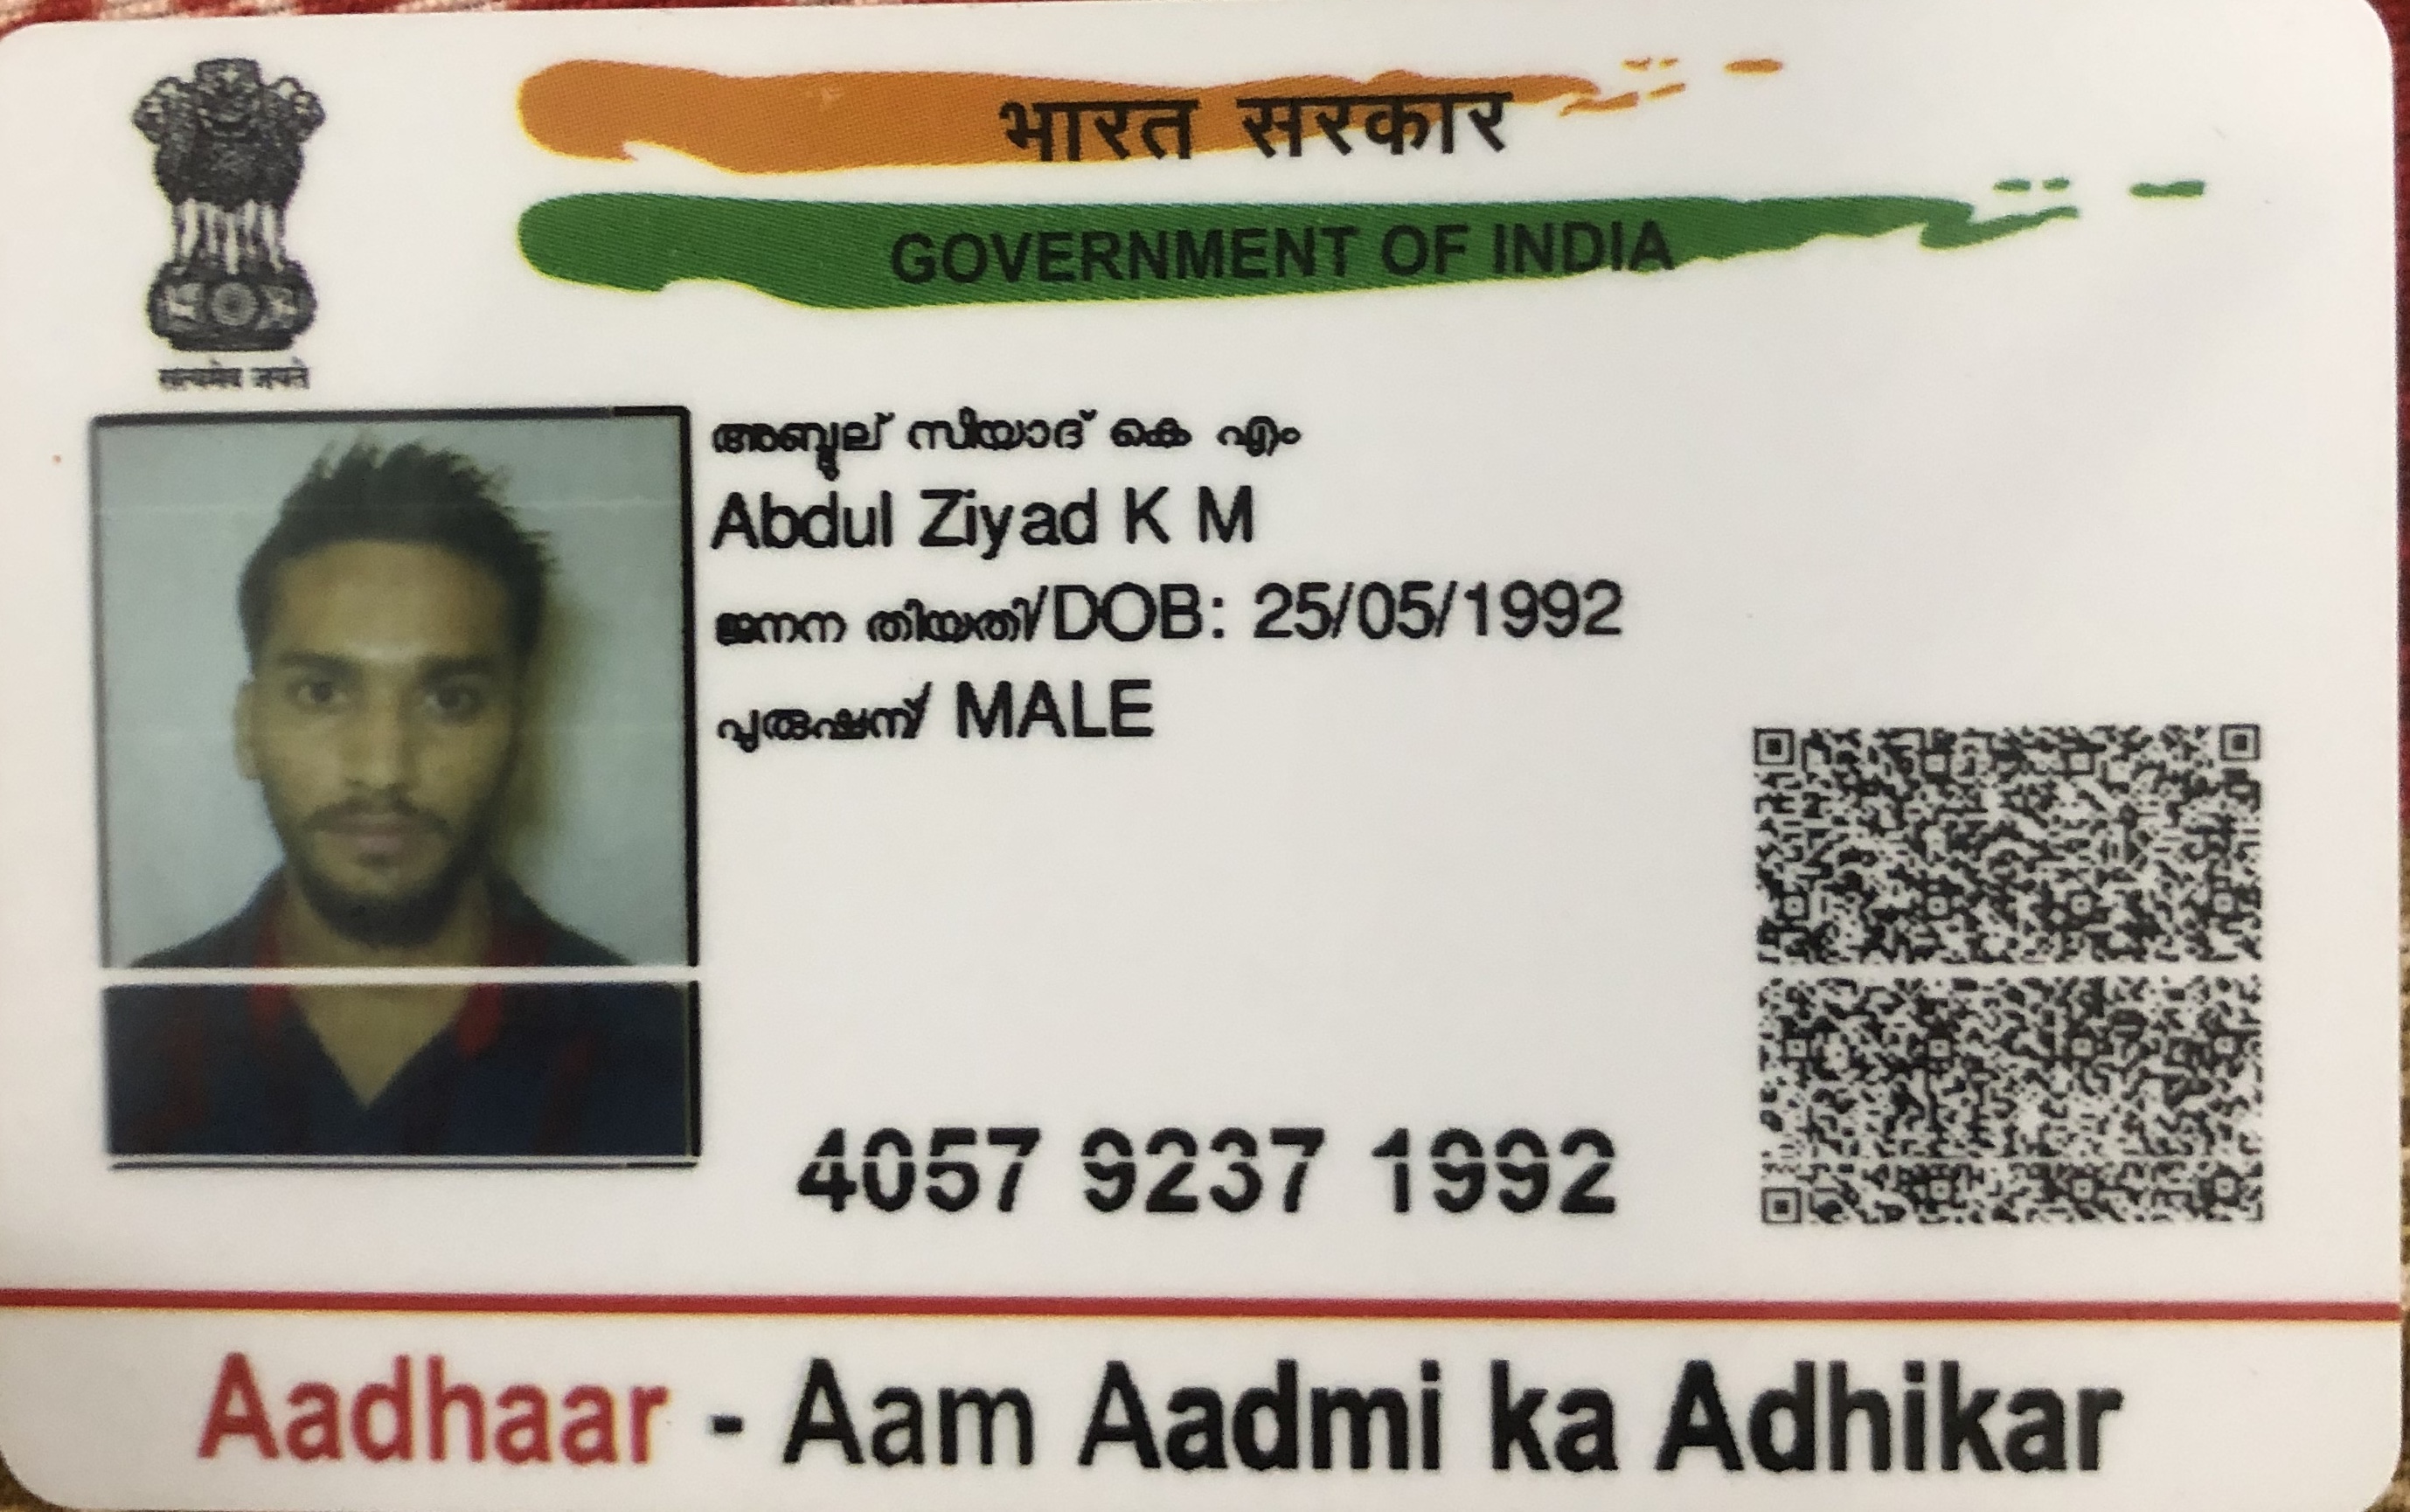 भारत सरकार
GOVERNMENT OF INDIA
सत्यमेव जयते
അബ്ദുല് സിയാദ് കെ എം
Abdul Ziyad K M
ജനന തിയതി/DOB: 25/05/1992
പുരുഷന്/ MALE
4057 9237 1992
Aadhaar - Aam Aadmi ka Adhikar